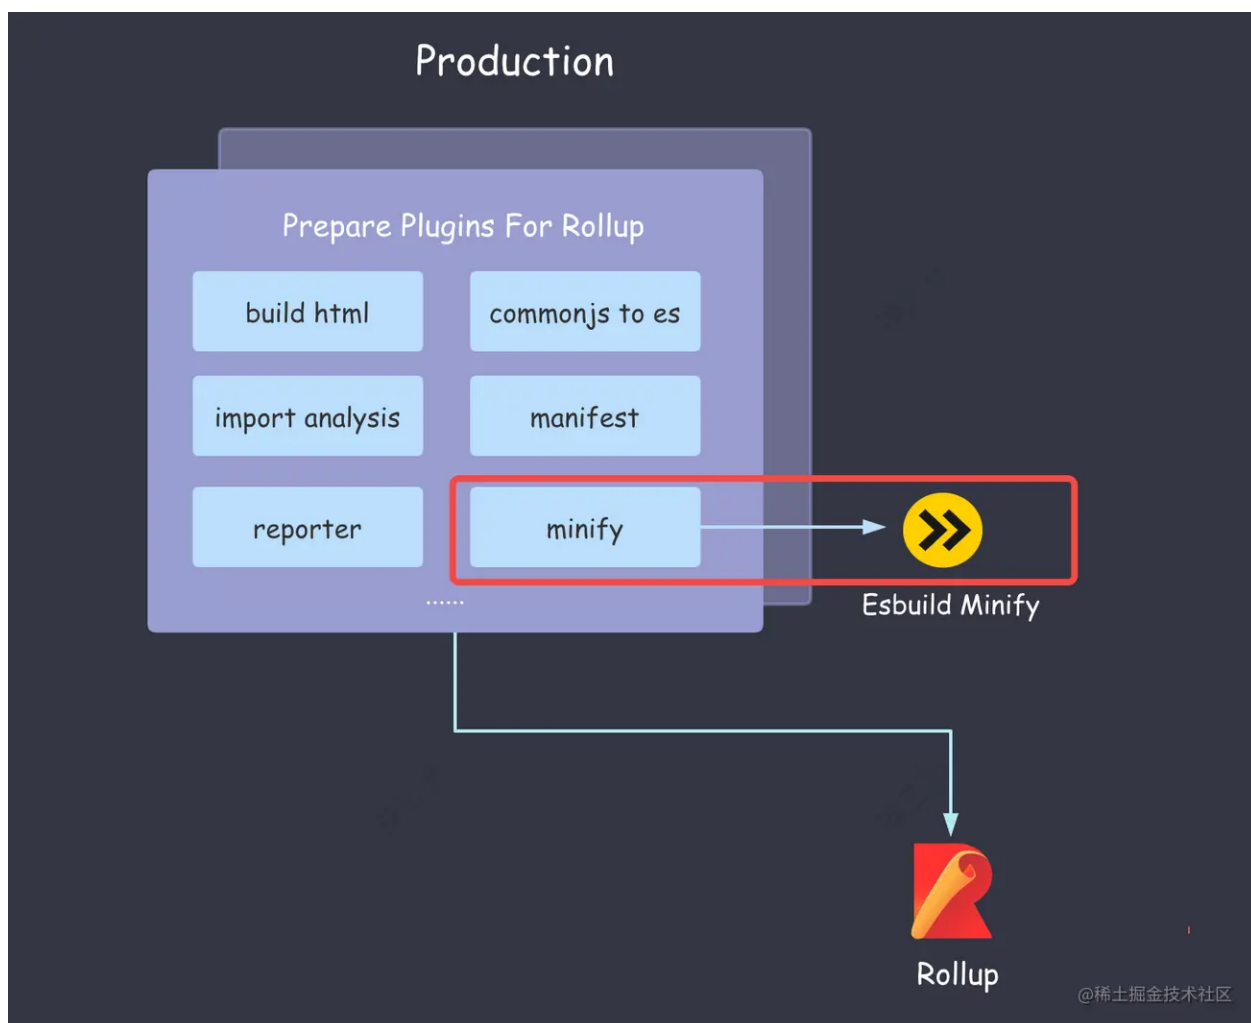 Production
Prepare Plugins For Rollup
build html
commonjs to es
import analysis
manifest
reporter
minify
......
Esbuild Minify
Rollup
@稀土掘金技术社区